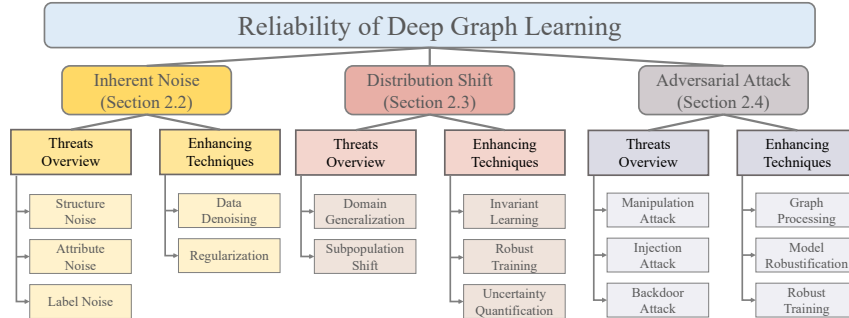 Reliability of Deep Graph Learning
Inherent Noise
(Section 2.2)
Distribution Shift
(Section 2.3)
Adversarial Attack
(Section 2.4)
Threats
Overview
Enhancing
Techniques
Threats
Overview
Enhancing
Techniques
Threats
Overview
Enhancing
Techniques
Structure
Noise
Attribute
Noise
Label Noise
Data
Denoising
Regularization
Domain
Generalization
Subpopulation
Shift
Invariant
Learning
Robust
Training
Uncertainty
Quantification
Manipulation
Attack
Injection
Attack
Backdoor
Attack
Graph
Processing
Model
Robustification
Robust
Training